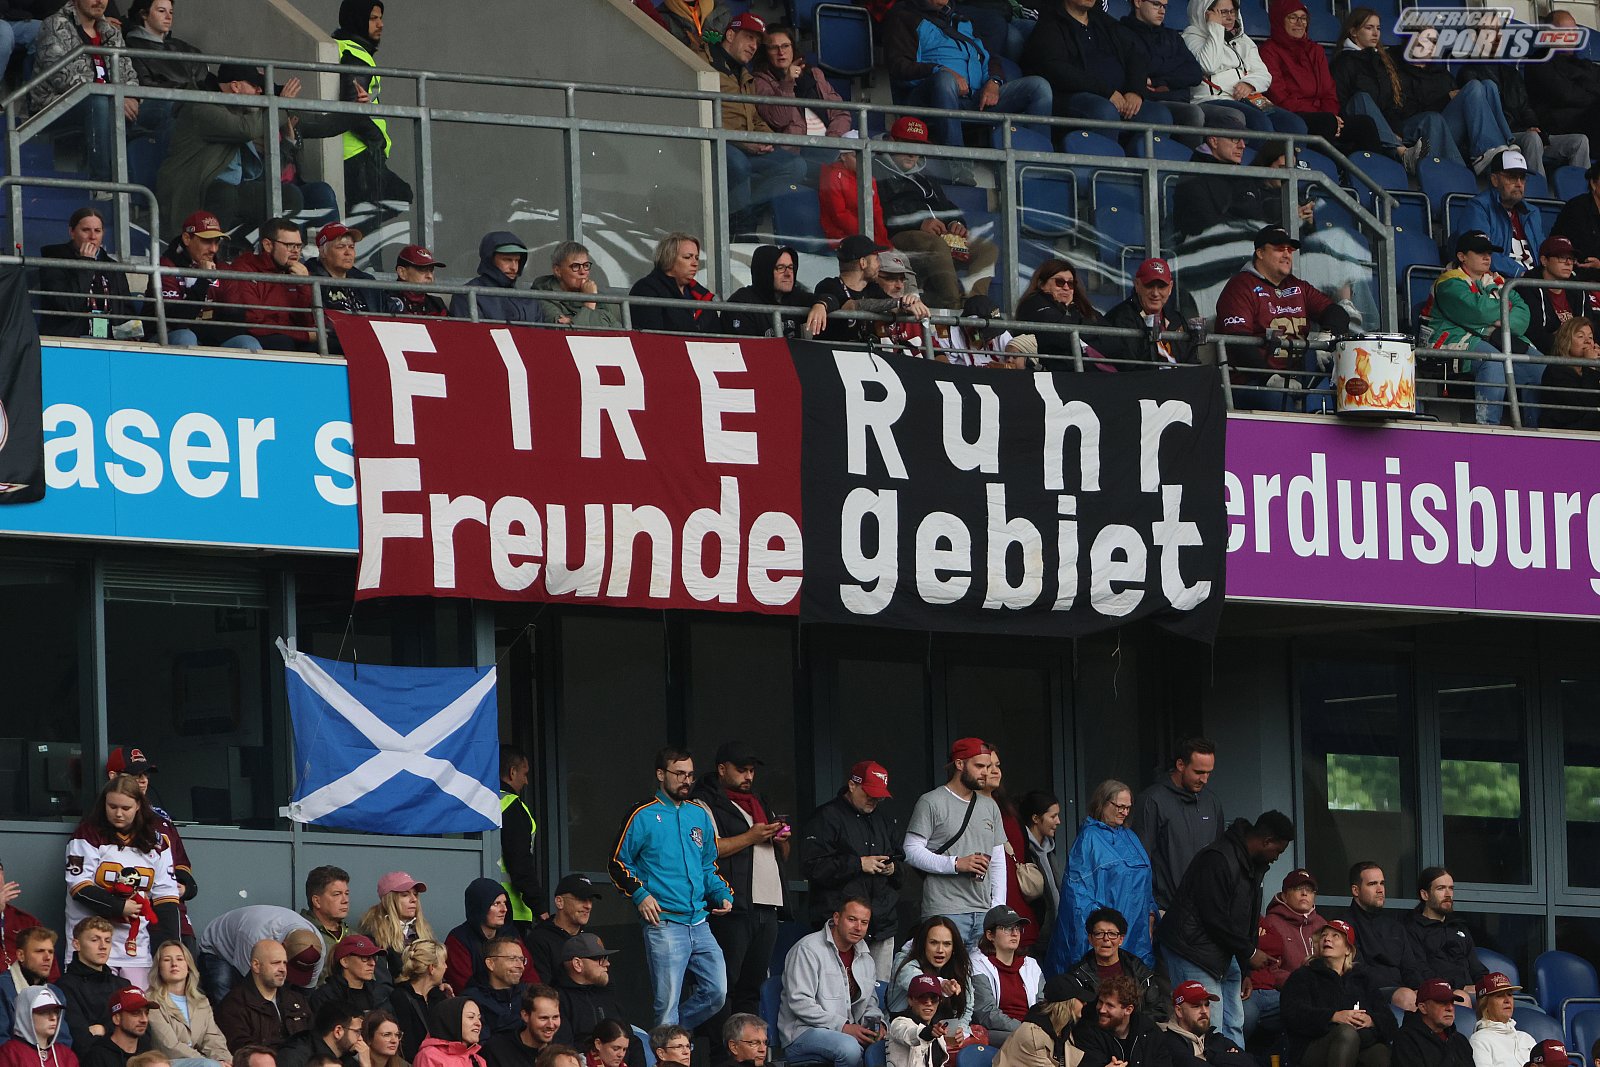 AMERICAN
SPORTS INFO
FIRE Ruhr
Freunde gebiet
aser s
erduisburg